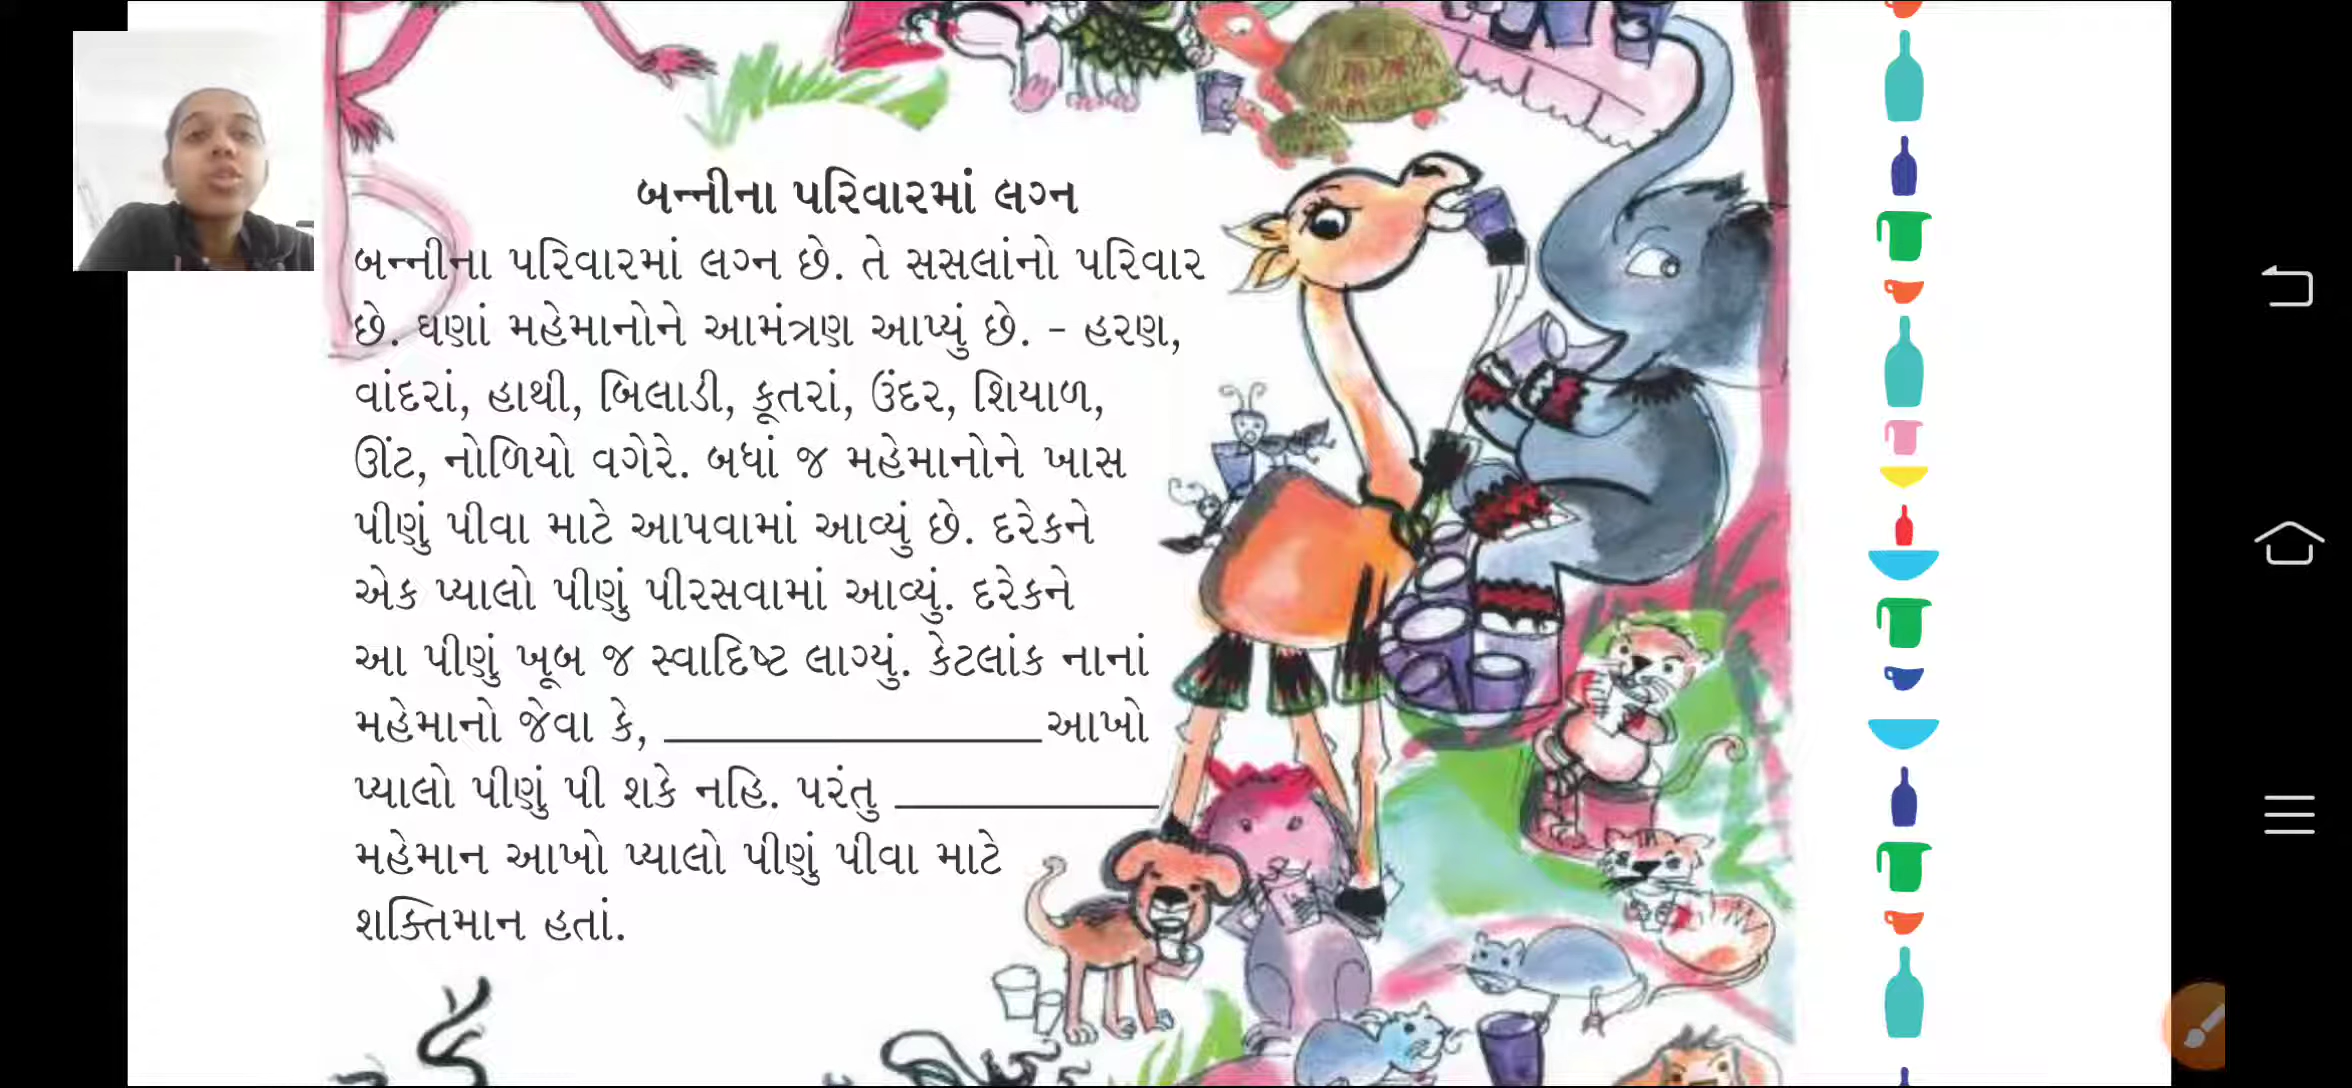 બન્નીના પરિવારમાં લગ્ન
બન્નીના પરિવારમાં લગ્ન છે. તે સસલાંનો પરિવાર
છે. ઘણાં મહેમાનોને આમંત્રણ આપ્યું છે. - હરણ,
વાંદરાં, હાથી, બિલાડી, કૂતરાં, ઉંદર, શિયાળ,
ઊંટ, નોળિયો વગેરે. બધાં જ મહેમાનોને ખાસ
પીણું પીવા માટે આપવામાં આવ્યું છે. દરેકને
એક પ્યાલો પીણું પીરસવામાં આવ્યું. દરેકને
આ પીણું ખૂબ જ સ્વાદિષ્ટ લાગ્યું. કેટલાંક નાનાં
મહેમાનો જેવા કે, ____________ આખો
પ્યાલો પીણું પી શકે નહિ. પરંતુ ____________
મહેમાન આખો પ્યાલો પીણું પીવા માટે
શક્તિમાન હતાં.